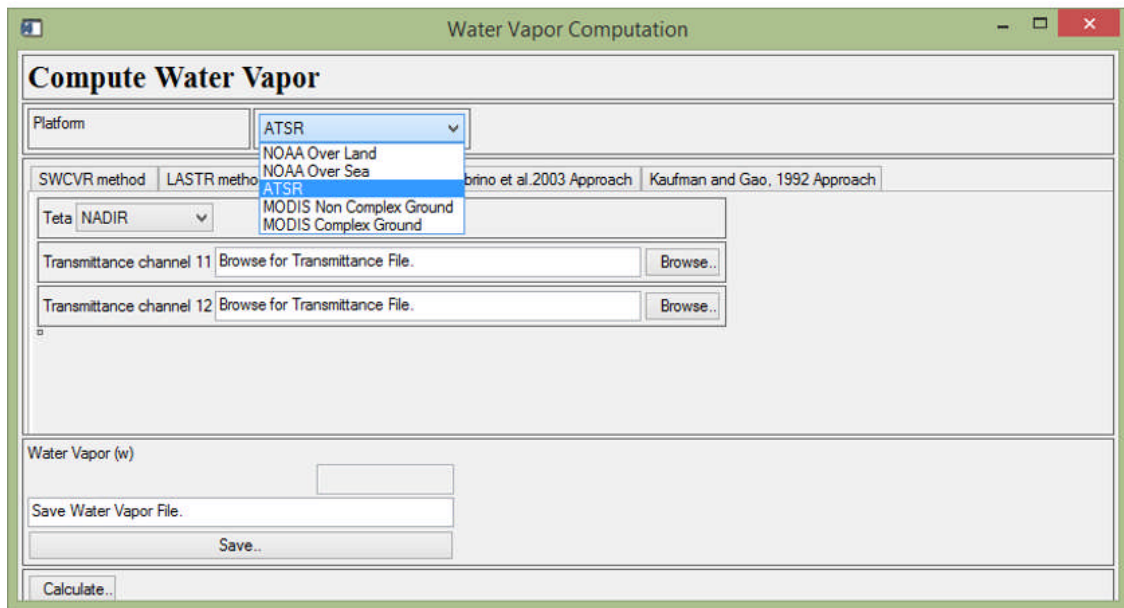 Water Vapor Computation
Compute Water Vapor
Platform
ATSR
NOAA Over Land
NOAA Over Sea
ATSR
MODIS Non Complex Ground
MODIS Complex Ground
SWCVR method LASTR et al.2003 Approach Kaufman and Gao, 1992 Approach
Teta NADIR
Transmittance channel 11 Browse for Transmittance File. Browse..
Transmittance channel 12 Browse for Transmittance File. Browse..
Water Vapor (w)
Save Water Vapor File.
Save..
Calculate..